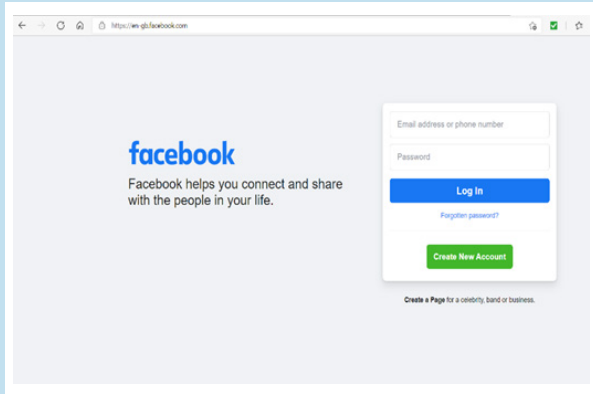 https://en-gb.facebook.com
facebook
Facebook helps you connect and share
with the people in your life.
Email address or phone number
Password
Log In
Forgotten password?
Create New Account
Create a Page for a celebrity, band or business.